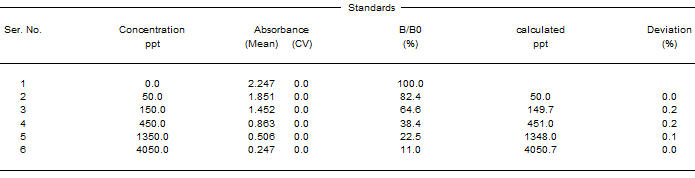 Standards
Ser. No. Concentration Absorbance B/B0 calculated Deviation
ppt (Mean) (CV) (%) ppt (%)
1 0.0 2.247 0.0 100.0
2 50.0 1.851 0.0 82.4 50.0 0.0
3 150.0 1.452 0.0 64.6 149.7 0.2
4 450.0 0.863 0.0 38.4 451.0 0.2
5 1350.0 0.506 0.0 22.5 1348.0 0.1
6 4050.0 0.247 0.0 11.0 4050.7 0.0